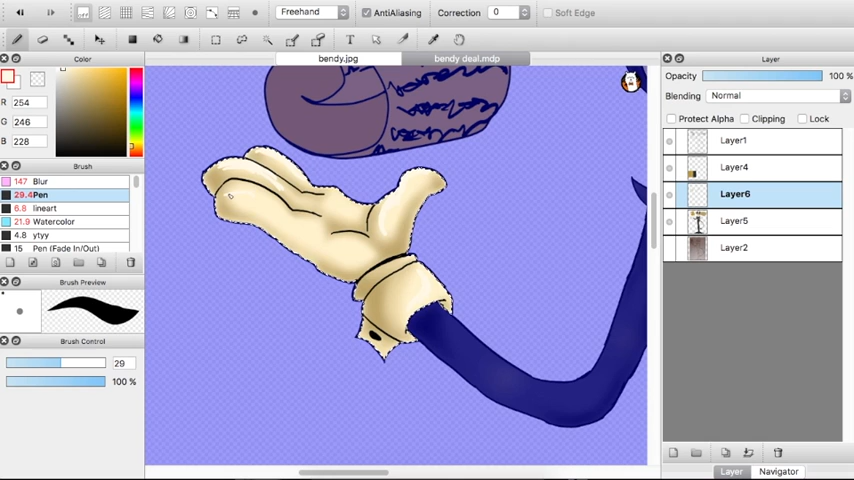 Freehand
AntiAliasing
Correction
0
Soft Edge
Color
bendy.jpg
bendy deal.mdp
Layer
R
254
G
246
B
228
Opacity
100 %
Blending
Normal
Protect Alpha
Clipping
Lock
Brush
147 Blur
29.4 Pen
6.8 lineart
21.9 Watercolor
4.8 ytyy
15 Pen (Fade In/Out)
Layer1
Layer4
Layer6
Layer5
Layer2
Brush Preview
Brush Control
29
100 %
Layer
Navigator